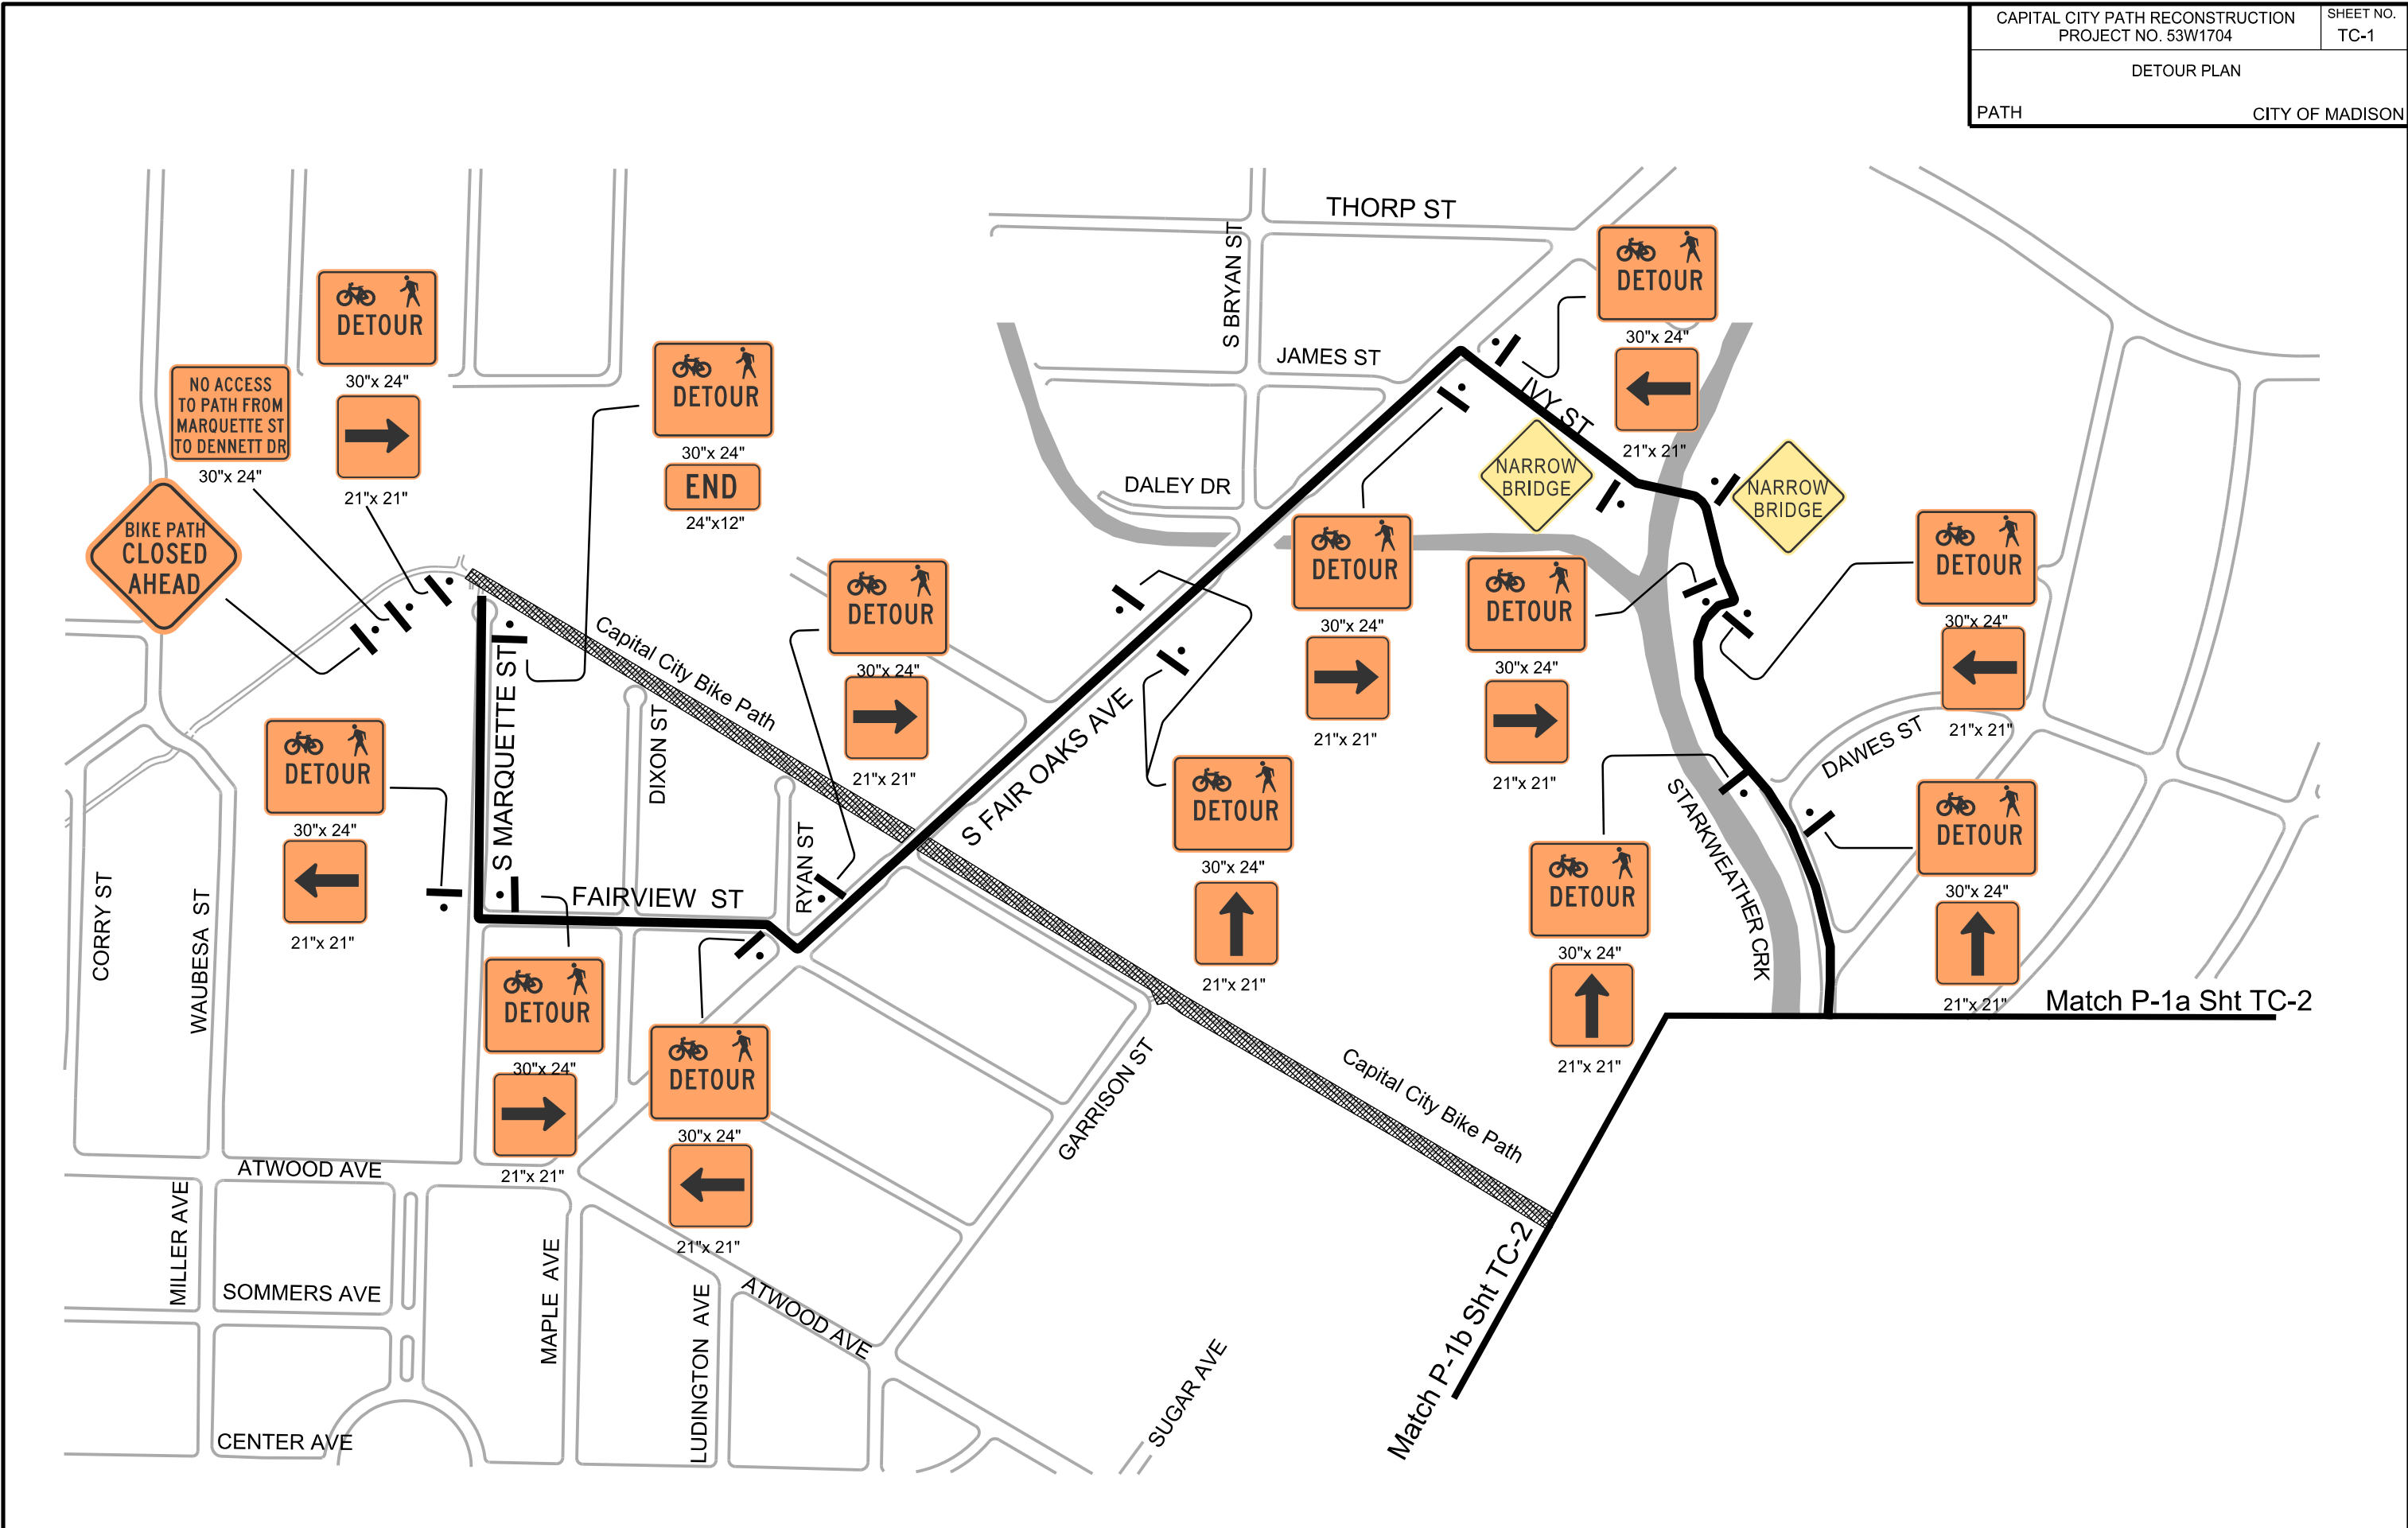 CAPITAL CITY PATH RECONSTRUCTION
PROJECT NO. 53W1704
SHEET NO.
TC-1
DETOUR PLAN
PATH
CITY OF MADISON
THORP ST
S BRYAN ST
JAMES ST
DALEY DR
IVY ST
DETOUR
30"x 24"
21"x 21"
NARROW
BRIDGE
NARROW
BRIDGE
DETOUR
30"x 24"
21"x 21"
NO ACCESS
TO PATH FROM
MARQUETTE ST
TO DENNETT DR
30"x 24"
BIKE PATH
CLOSED
AHEAD
DETOUR
30"x 24"
END
24"x12"
DETOUR
30"x 24"
21"x 21"
DETOUR
30"x 24"
21"x 21"
DETOUR
30"x 24"
21"x 21"
DETOUR
30"x 24"
21"x 21"
Capital City Bike Path
S MARQUETTE ST
DIXON ST
RYAN ST
FAIRVIEW ST
S FAIR OAKS AVE
DETOUR
30"x 24"
21"x 21"
DETOUR
30"x 24"
21"x 21"
DETOUR
30"x 24"
21"x 21"
DETOUR
30"x 24"
21"x 21"
DAWES ST
STARKWEATHER CRK
CORRY ST
WAUBESA ST
DETOUR
30"x 24"
21"x 21"
DETOUR
30"x 24"
21"x 21"
Match P-1a Sht TC-2
GARRISON ST
Capital City Bike Path
ATWOOD AVE
MILLER AVE
SOMMERS AVE
MAPLE AVE
LUDINGTON AVE
ATWOOD AVE
CENTER AVE
SUGAR AVE
Match P-1b Sht TC-2